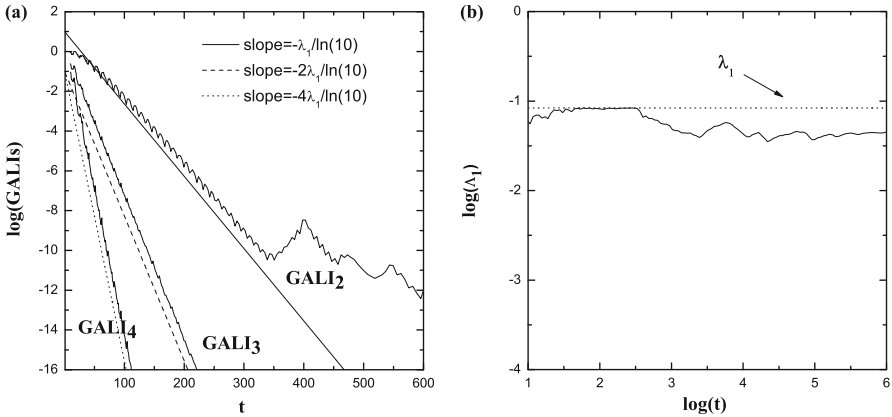 (a)
log(GALIs)
2
0
-2
-4
-6
-8
-10
-12
-14
-16
slope=-λ1/ln(10)
slope=-2λ1/ln(10)
slope=-4λ1/ln(10)
GALI2
GALI4
GALI3
100 200 300 400 500 600
t
(b)
log(Λ1)
0
-1
-2
-3
-4
λ1
1 2 3 4 5 6
log(t)